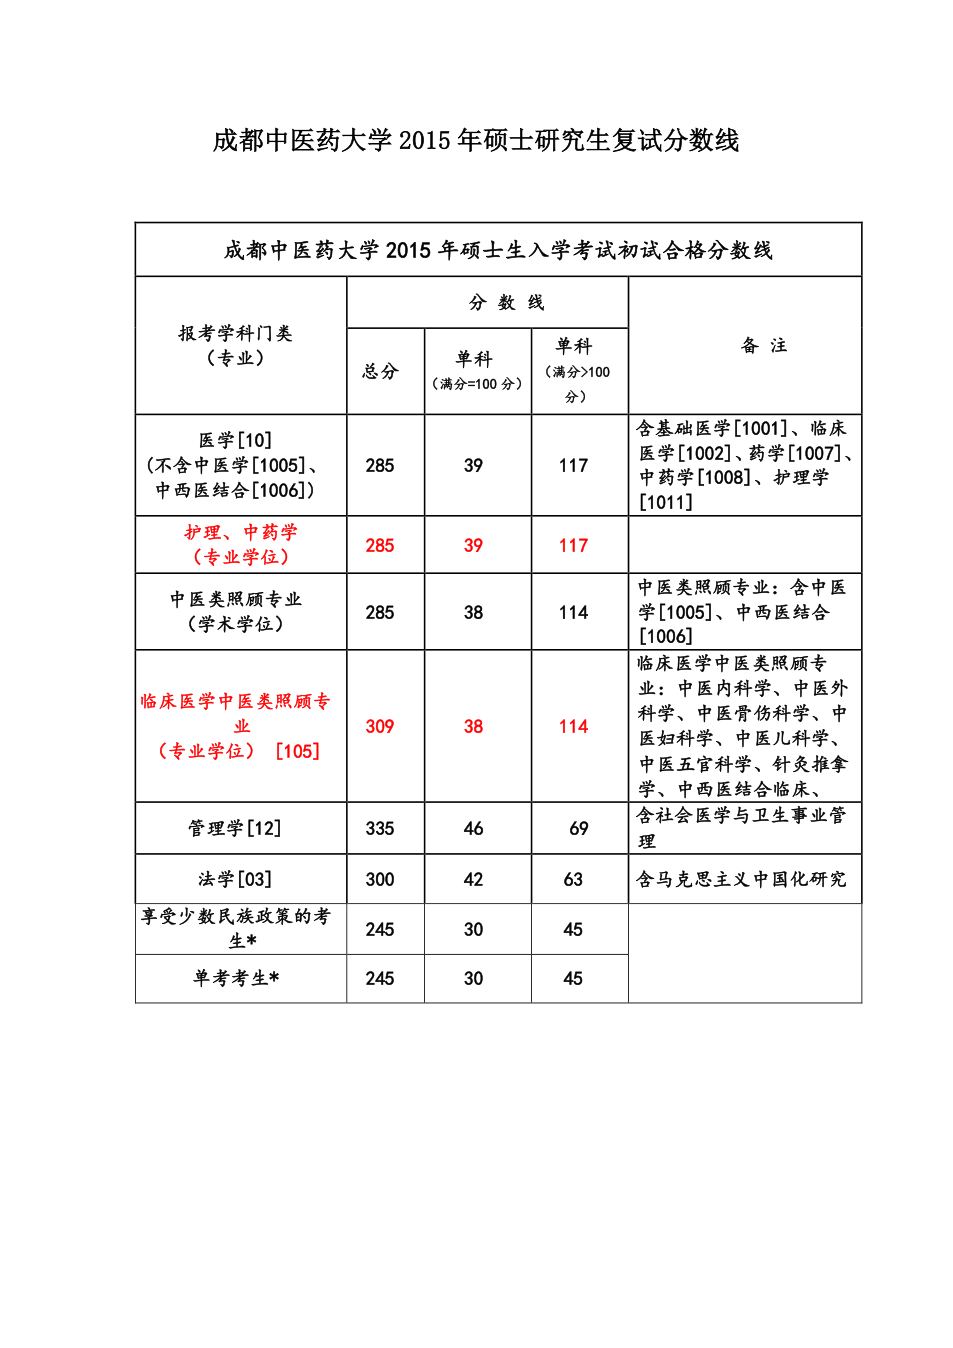 成都中医药大学 2015 年硕士研究生复试分数线
成都中医药大学 2015 年硕士生入学考试初试合格分数线
报考学科门类
（专业）
分 数 线
备 注
总分
单科
（满分=100 分）
单科
（满分>100
分）
医学[10]
(不含中医学[1005]、
中西医结合[1006])
285
39
117
含基础医学[1001]、临床
医学[1002]、药学[1007]、
中药学[1008]、护理学
[1011]
护理、中药学
（专业学位）
285
39
117
中医类照顾专业
（学术学位）
285
38
114
中医类照顾专业：含中医
学[1005]、中西医结合
[1006]
临床医学中医类照顾专
业
（专业学位） [105]
309
38
114
临床医学中医类照顾专
业：中医内科学、中医外
科学、中医骨伤科学、中
医妇科学、中医儿科学、
中医五官科学、针灸推拿
学、中西医结合临床、
管理学[12]
335
46
69
含社会医学与卫生事业管
理
法学[03]
300
42
63
含马克思主义中国化研究
享受少数民族政策的考
生*
245
30
45
单考考生*
245
30
45